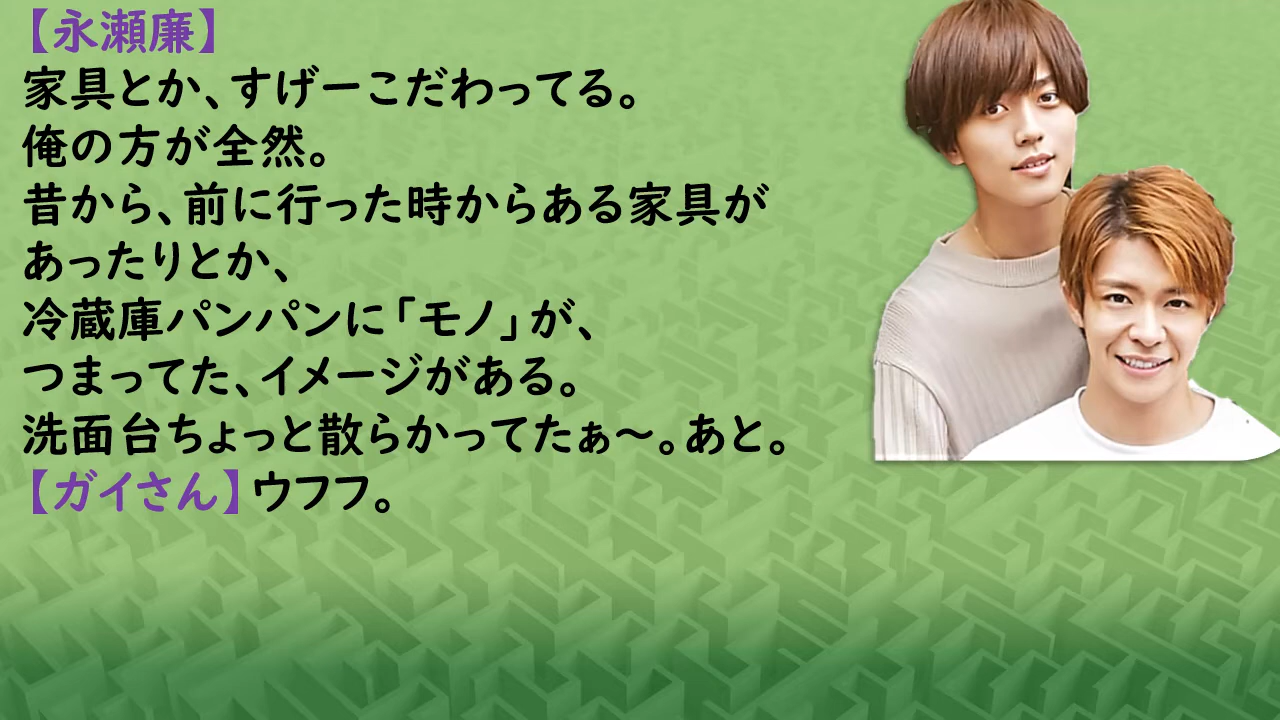 【永瀬廉】
家具とか、すげーこだわってる。
俺の方が全然。
昔から、前に行った時からある家具が
あったりとか、
冷蔵庫パンパンに「モノ」が、
つまってた、イメージがある。
洗面台ちょっと散らかってたぁ～。あと。
【ガイさん】ウフフ。